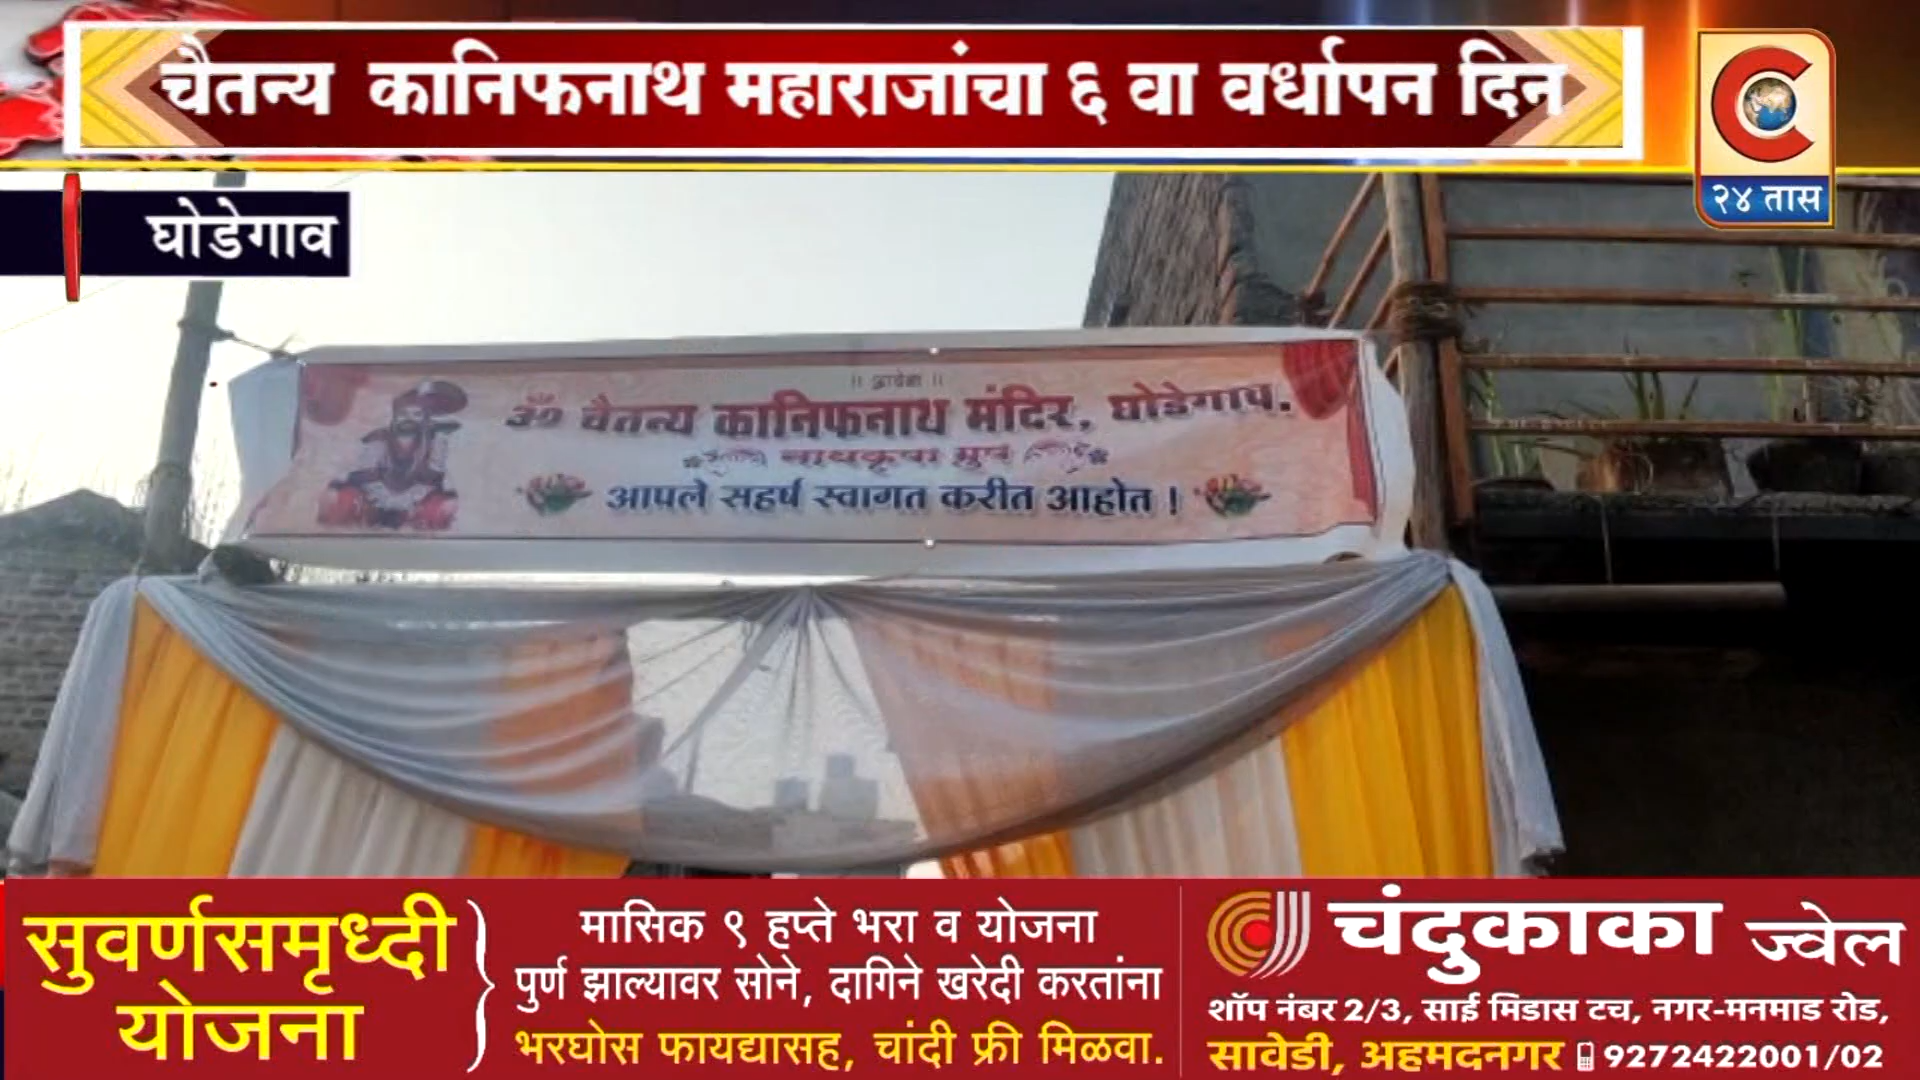 चैतन्य कानिफनाथ महाराजांचा ६ वा वर्धापन दिन
२४ तास
घोडेगाव
ॐ चैतन्य कानिफनाथ मंदिर, घोडेगाव.
आपले सहर्ष स्वागत करीत आहोत !
सुवर्णसमृध्दी
योजना
मासिक ९ हप्ते भरा व योजना
पुर्ण झाल्यावर सोने, दागिने खरेदी करतांना
भरघोस फायद्यासह, चांदी फ्री मिळवा.
चंदुकाका ज्वेल
शॉप नंबर 2/3, साई मिडास टच, नगर-मनमाड रोड,
सावेडी, अहमदनगर 9272422001/02